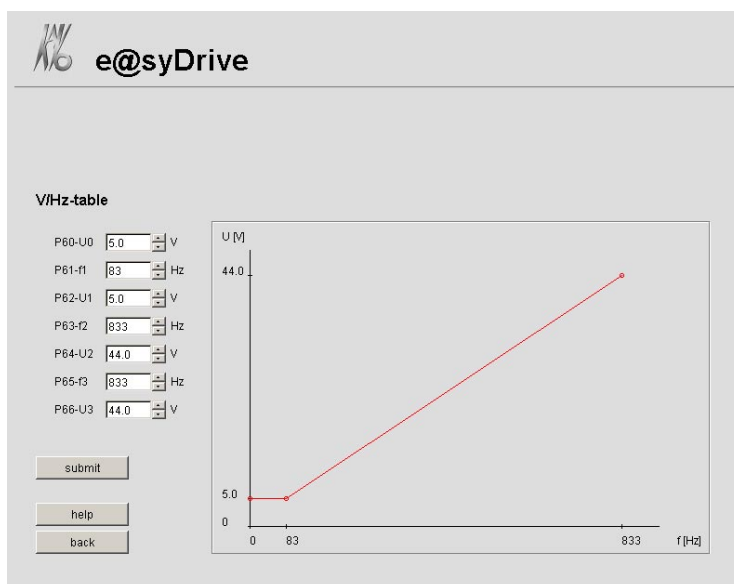 e@syDrive
V/Hz-table
P60-U0 5.0 V
P61-f1 83 Hz
P62-U1 5.0 V
P63-f2 833 Hz
P64-U2 44.0 V
P65-f3 833 Hz
P66-U3 44.0 V
submit
help
back
U [V]
44.0
5.0
0
0 83 833 f [Hz]